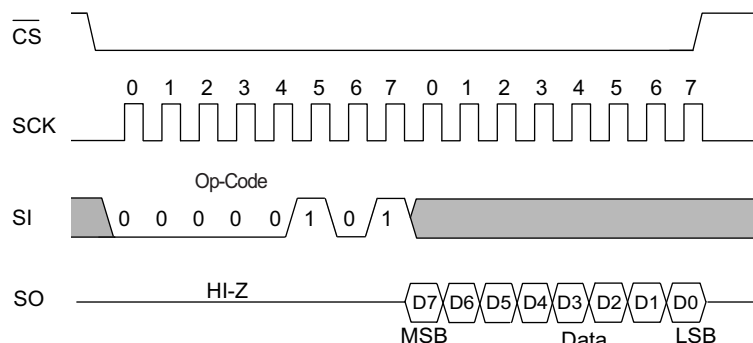 CS
0 1 2 3 4 5 6 7 0 1 2 3 4 5 6 7
SCK
Op-Code
SI 0 0 0 0 0 1 0 1
HI-Z
SO D7 D6 D5 D4 D3 D2 D1 D0
MSB Data LSB